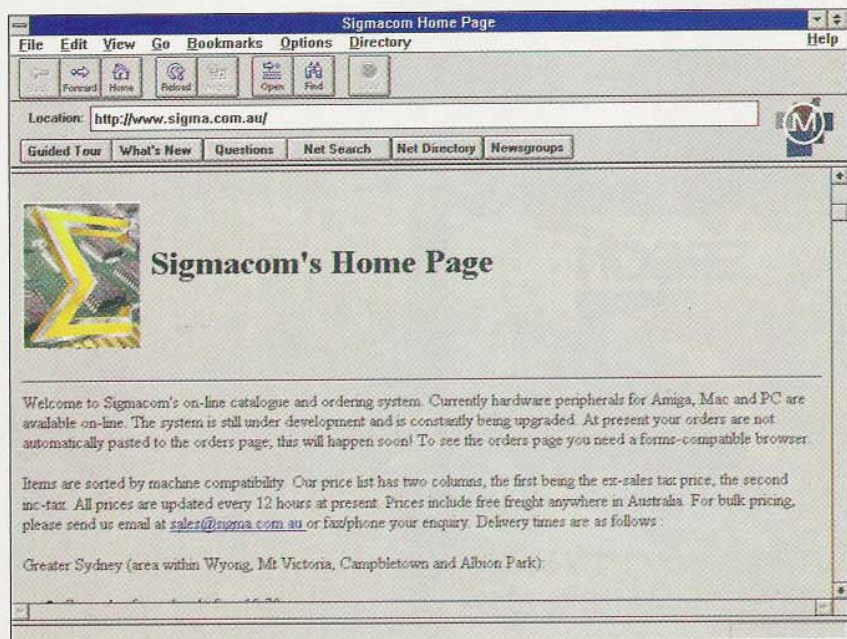 Sigmacom Home Page
File Edit View Go Bookmarks Options Directory Help
Forward Home Reload Open Find
Location: http://www.sigma.com.au/
M
Guided Tour What's New Questions Net Search Net Directory Newsgroups
Sigmacom's Home Page
Welcome to Sigmacom's on-line catalogue and ordering system. Currently hardware peripherals for Amiga, Mac and PC are
available on-line. The system is still under development and is constantly being upgraded. At present your orders are not
automatically pasted to the orders page, this will happen soon! To see the orders page you need a forms-compatible browser.
Items are sorted by machine compatibility. Our price list has two columns, the first being the ex-sales tax price, the second
inc-tax. All prices are updated every 12 hours at present. Prices include free freight anywhere in Australia. For bulk pricing,
please send us email at sales@sigma.com.au or fax/phone your enquiry. Delivery times are as follows :
Greater Sydney (area within Wyong, Mt Victoria, Campbletown and Albion Park):